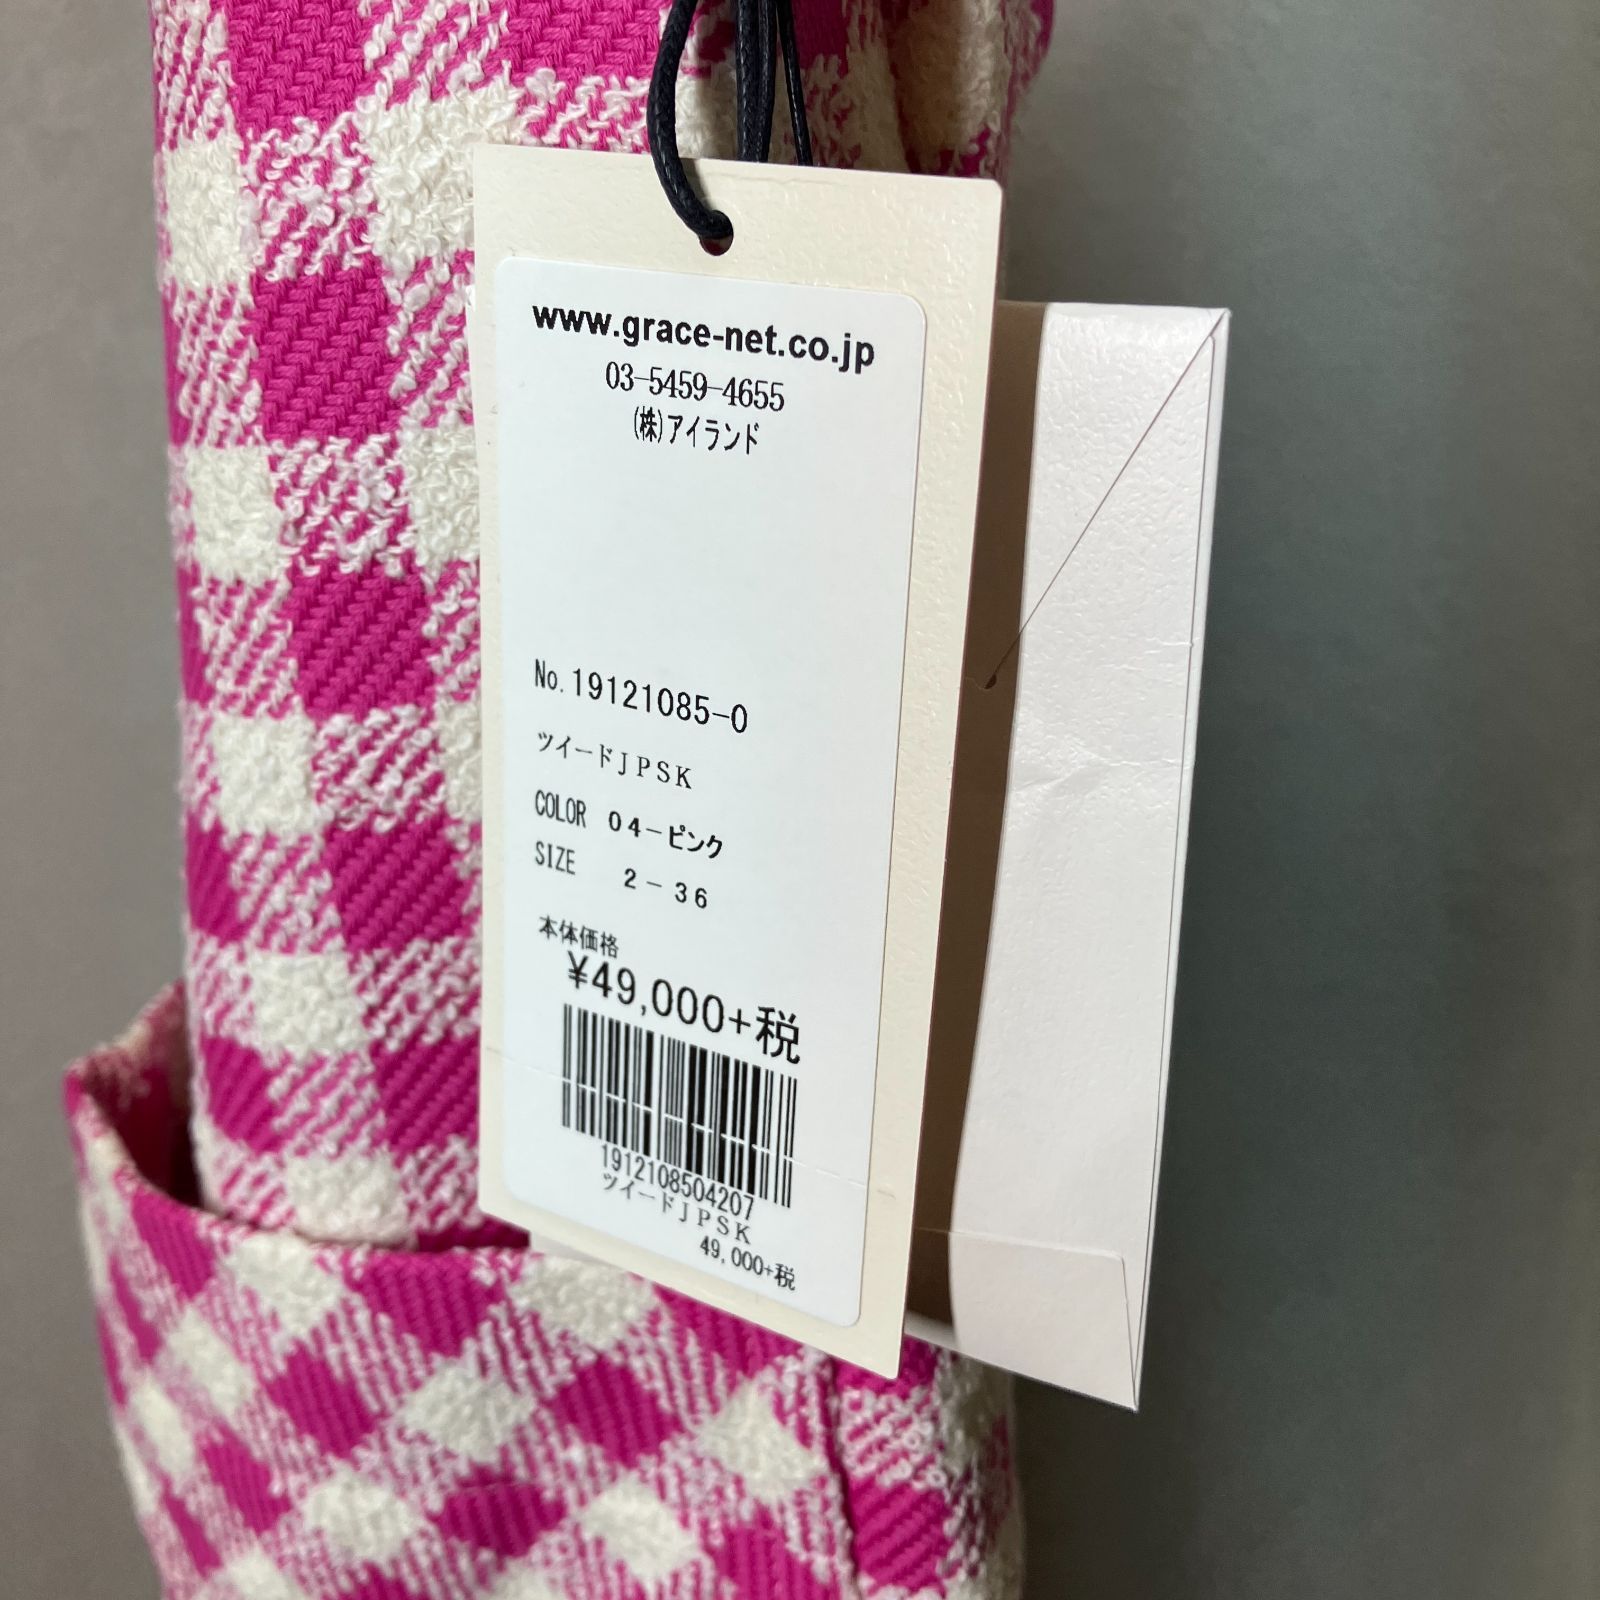 www.grace-net.co.jp
03-5459-4655
(株)アイランド
No.19121085-0
ツイードJPSK
COLOR 04-ピンク
SIZE 2-36
本体価格
¥49,000+税
1912108504207
ツイードJPSK
49,000+税